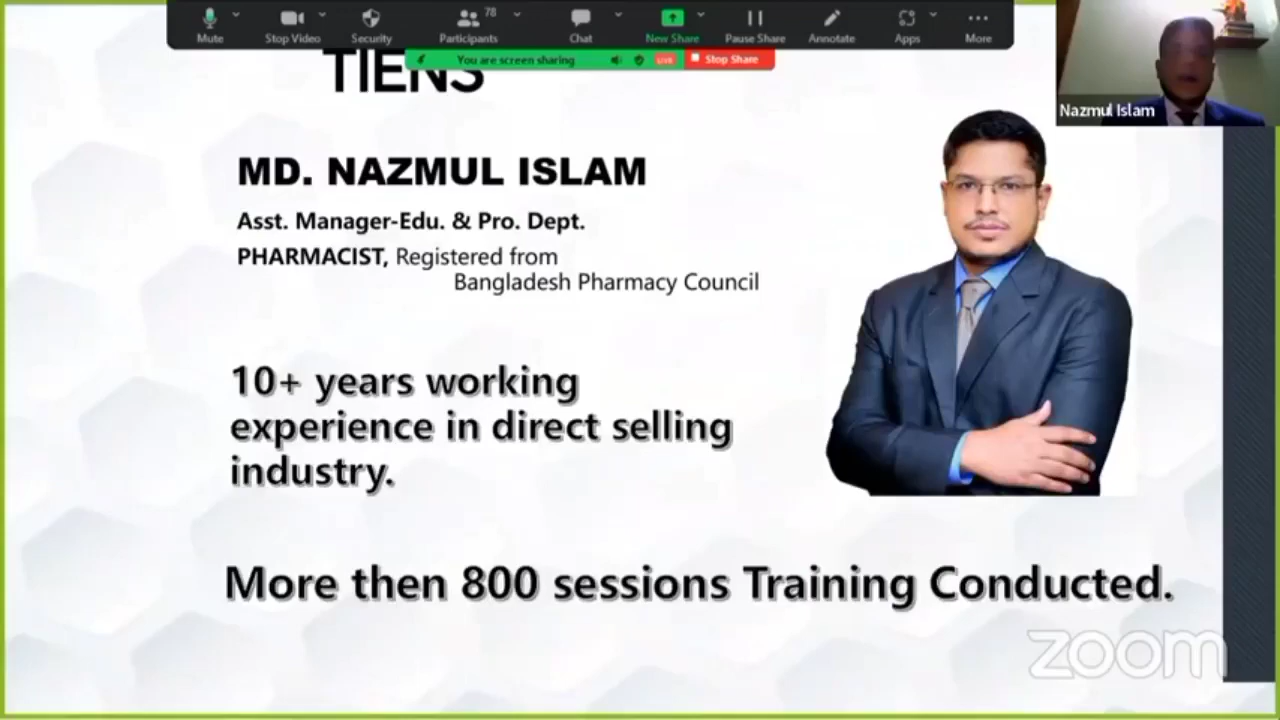 78
Mute
Stop Video
Security
Participants
Chat
New Share
Pause Share
Annotate
Apps
More
You are screen sharing
LIVE
Stop Share
Nazmul Islam
TIENS
MD. NAZMUL ISLAM
Asst. Manager-Edu. & Pro. Dept.
PHARMACIST, Registered from
Bangladesh Pharmacy Council
10+ years working
experience in direct selling
industry.
More then 800 sessions Training Conducted.
zoom